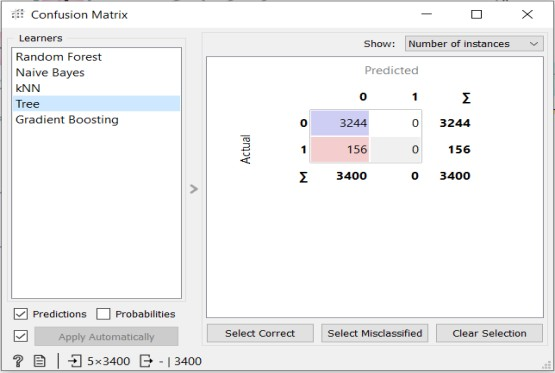 Confusion Matrix
Learners
Random Forest
Naive Bayes
kNN
Tree
Gradient Boosting
Show: Number of instances
Predicted
0 1 Σ
Actual
0 3244 0 3244
1 156 0 156
Σ 3400 0 3400
Predictions Probabilities
Apply Automatically
Select Correct Select Misclassified Clear Selection
? 5×3400 - | 3400